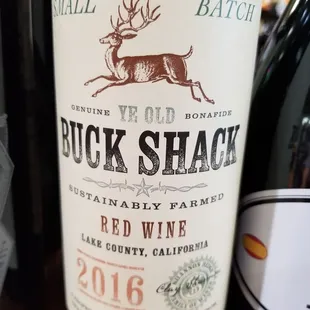 SMALL BATCH
GENUINE YE OLD BONAFIDE
BUCK SHACK
SUSTAINABLY FARMED
RED WINE
LAKE COUNTY, CALIFORNIA
2016